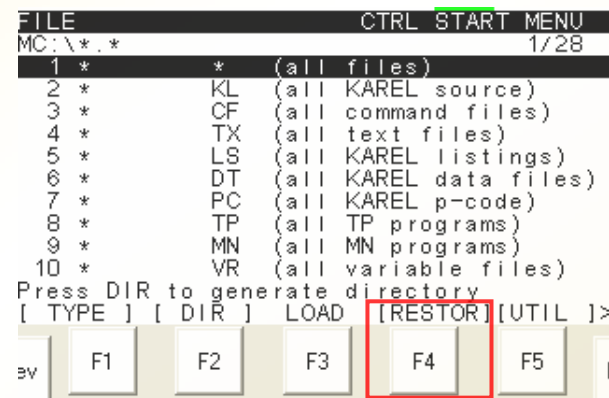 FILE CTRL START MENU
MC:\*.* 1/28
1 * * (all files)
2 * KL (all KAREL source)
3 * CF (all command files)
4 * TX (all text files)
5 * LS (all KAREL listings)
6 * DT (all KAREL data files)
7 * PC (all KAREL p-code)
8 * TP (all TP programs)
9 * MN (all MN programs)
10 * VR (all variable files)
Press DIR to generate directory
[ TYPE ] [ DIR ] LOAD [RESTOR][UTIL ]>
ev F1 F2 F3 F4 F5